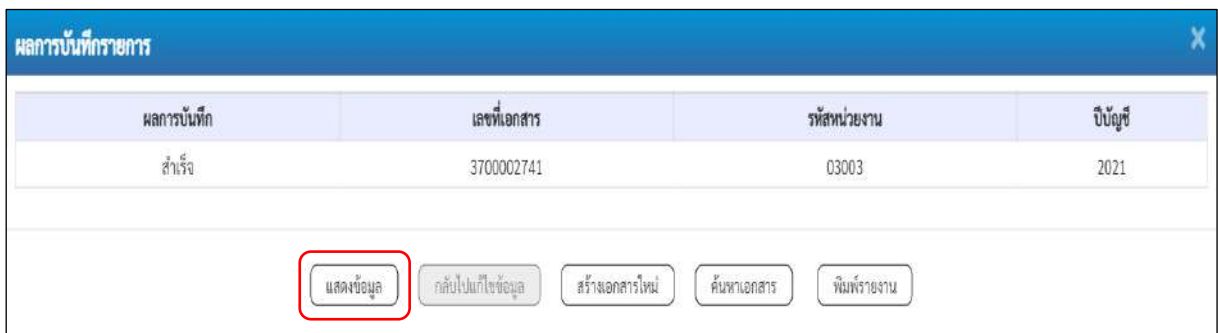 ผลการบันทึกรายการ X
ผลการบันทึก เลขที่เอกสาร รหัสหน่วยงาน ปีบัญชี
สำเร็จ 3700002741 03003 2021
แสดงข้อมูล กลับไปแก้ไขข้อมูล สร้างเอกสารใหม่ ค้นหาเอกสาร พิมพ์รายงาน